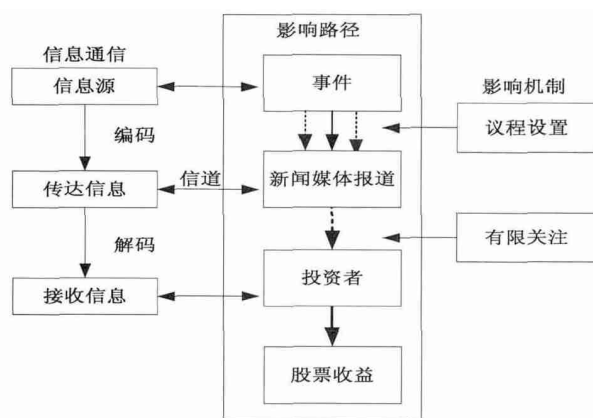 影响路径
信息通信
信息源
事件
影响机制
编码
议程设置
传达信息
信道
新闻媒体报道
解码
有限关注
投资者
接收信息
股票收益